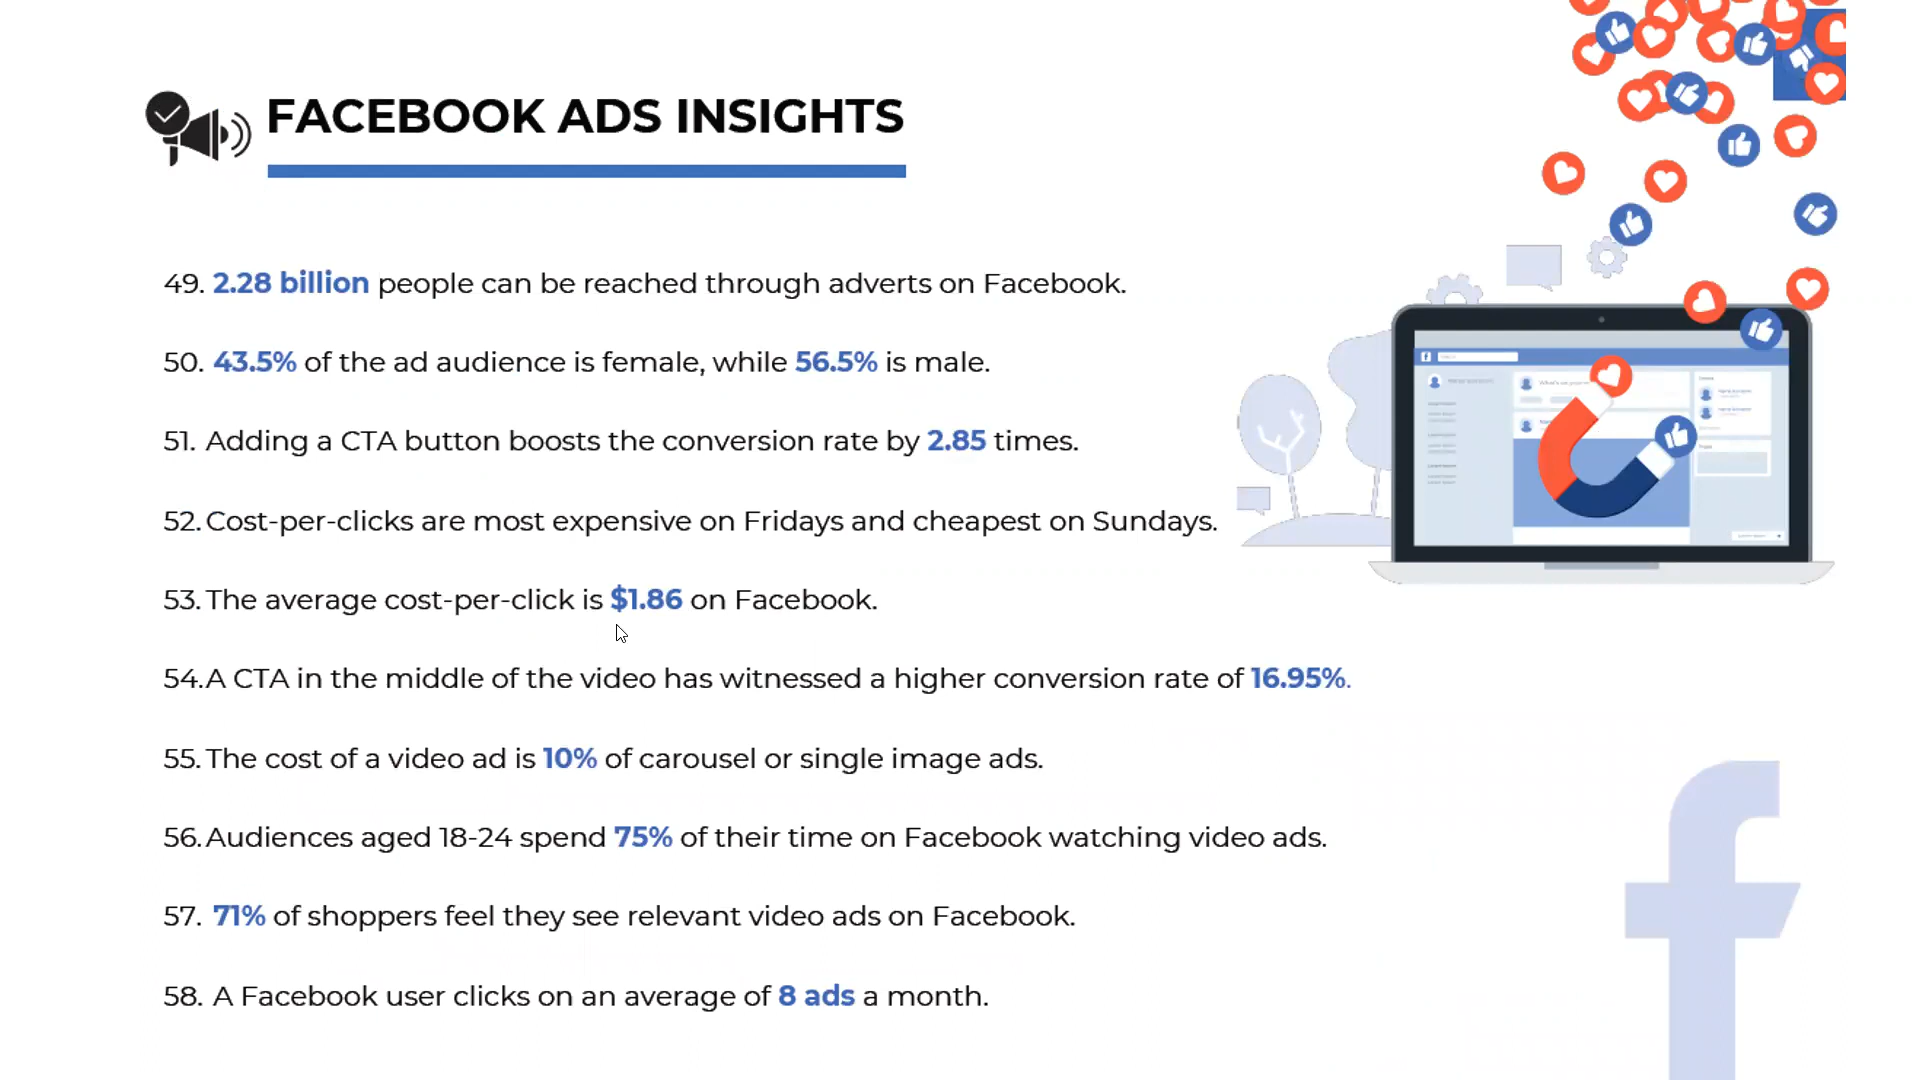 FACEBOOK ADS INSIGHTS
49. 2.28 billion people can be reached through adverts on Facebook.
50. 43.5% of the ad audience is female, while 56.5% is male.
51. Adding a CTA button boosts the conversion rate by 2.85 times.
52. Cost-per-clicks are most expensive on Fridays and cheapest on Sundays.
53. The average cost-per-click is $1.86 on Facebook.
54. A CTA in the middle of the video has witnessed a higher conversion rate of 16.95%.
55. The cost of a video ad is 10% of carousel or single image ads.
56. Audiences aged 18-24 spend 75% of their time on Facebook watching video ads.
57. 71% of shoppers feel they see relevant video ads on Facebook.
58. A Facebook user clicks on an average of 8 ads a month.